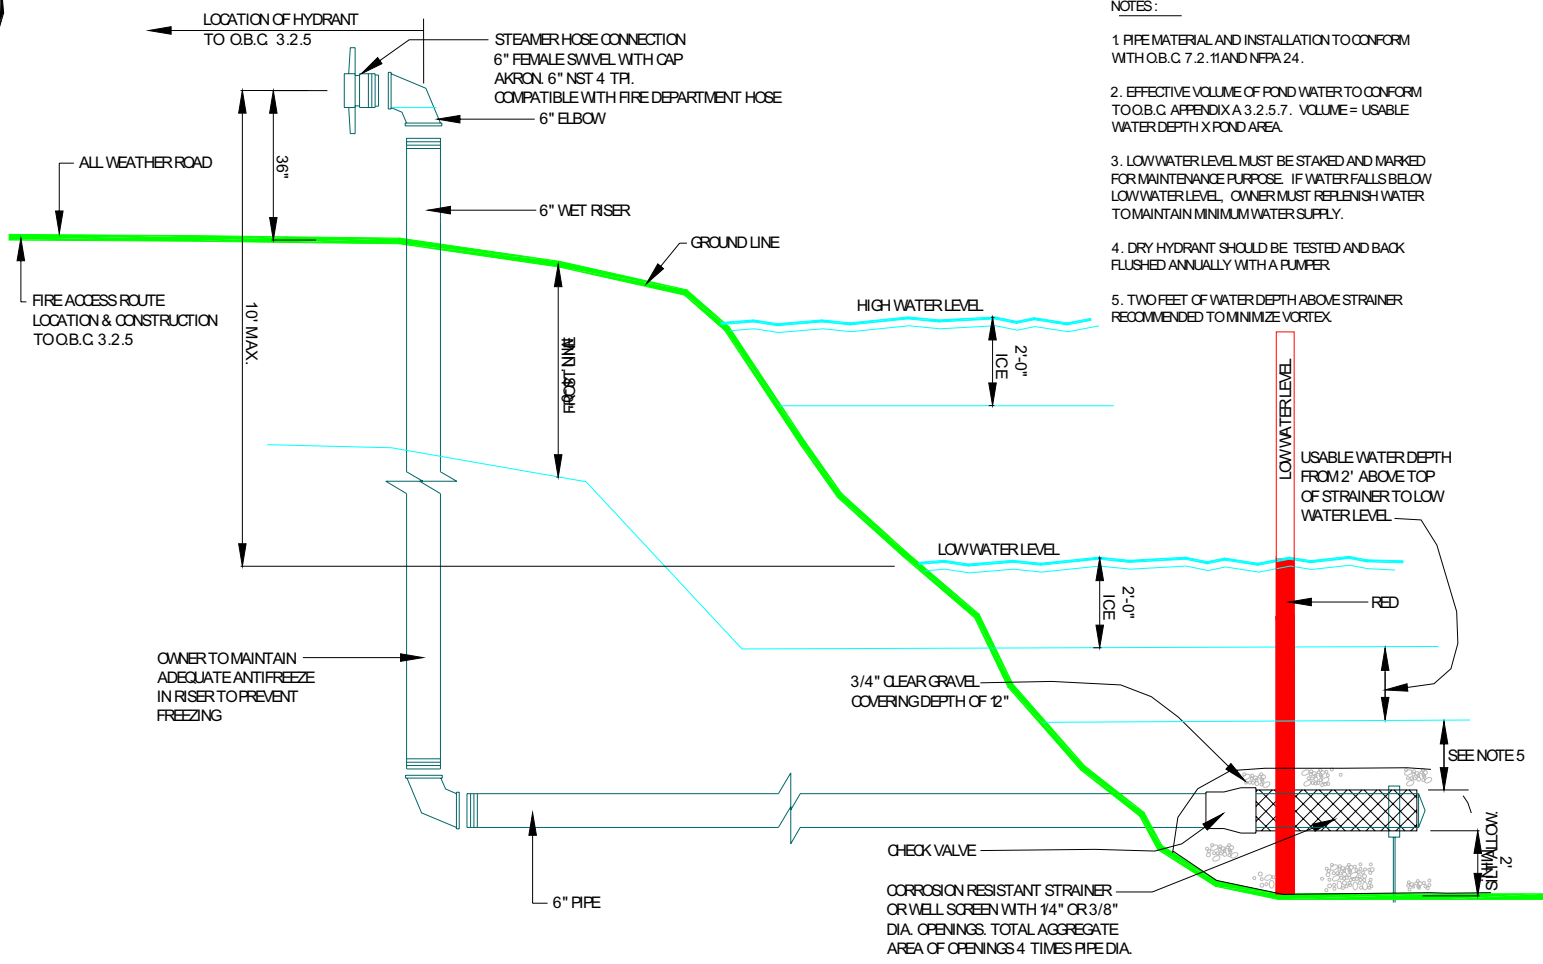 LOCATION OF HYDRANT
TO O.B.C. 3.2.5
STEAMER HOSE CONNECTION
6" FEMALE SWIVEL WITH CAP
AKRON. 6" NST 4 TPI.
COMPATIBLE WITH FIRE DEPARTMENT HOSE
6" ELBOW
ALL WEATHER ROAD
36"
6" WET RISER
GROUND LINE
FIRE ACCESS ROUTE
LOCATION & CONSTRUCTION
TO O.B.C. 3.2.5
10' MAX.
FROST LINE
HIGH WATER LEVEL
2'-0"
ICE
NOTES :
1. PIPE MATERIAL AND INSTALLATION TO CONFORM
WITH O.B.C. 7.2.11 AND NFPA 24.
2. EFFECTIVE VOLUME OF POND WATER TO CONFORM
TO O.B.C. APPENDIX A 3.2.5.7. VOLUME = USABLE
WATER DEPTH X POND AREA.
3. LOW WATER LEVEL MUST BE STAKED AND MARKED
FOR MAINTENANCE PURPOSE. IF WATER FALLS BELOW
LOW WATER LEVEL, OWNER MUST REPLENISH WATER
TO MAINTAIN MINIMUM WATER SUPPLY.
4. DRY HYDRANT SHOULD BE TESTED AND BACK
FLUSHED ANNUALLY WITH A PUMPER.
5. TWO FEET OF WATER DEPTH ABOVE STRAINER
RECOMMENDED TO MINIMIZE VORTEX.
LOW WATER LEVEL
USABLE WATER DEPTH
FROM 2' ABOVE TOP
OF STRAINER TO LOW
WATER LEVEL
LOW WATER LEVEL
2'-0"
ICE
RED
OWNER TO MAINTAIN
ADEQUATE ANTIFREEZE
IN RISER TO PREVENT
FREEZING
3/4" CLEAR GRAVEL
COVERING DEPTH OF 12"
SEE NOTE 5
CHECK VALVE
2'
6" PIPE
CORROSION RESISTANT STRAINER
OR WELL SCREEN WITH 1/4" OR 3/8"
DIA. OPENINGS. TOTAL AGGREGATE
AREA OF OPENINGS 4 TIMES PIPE DIA.